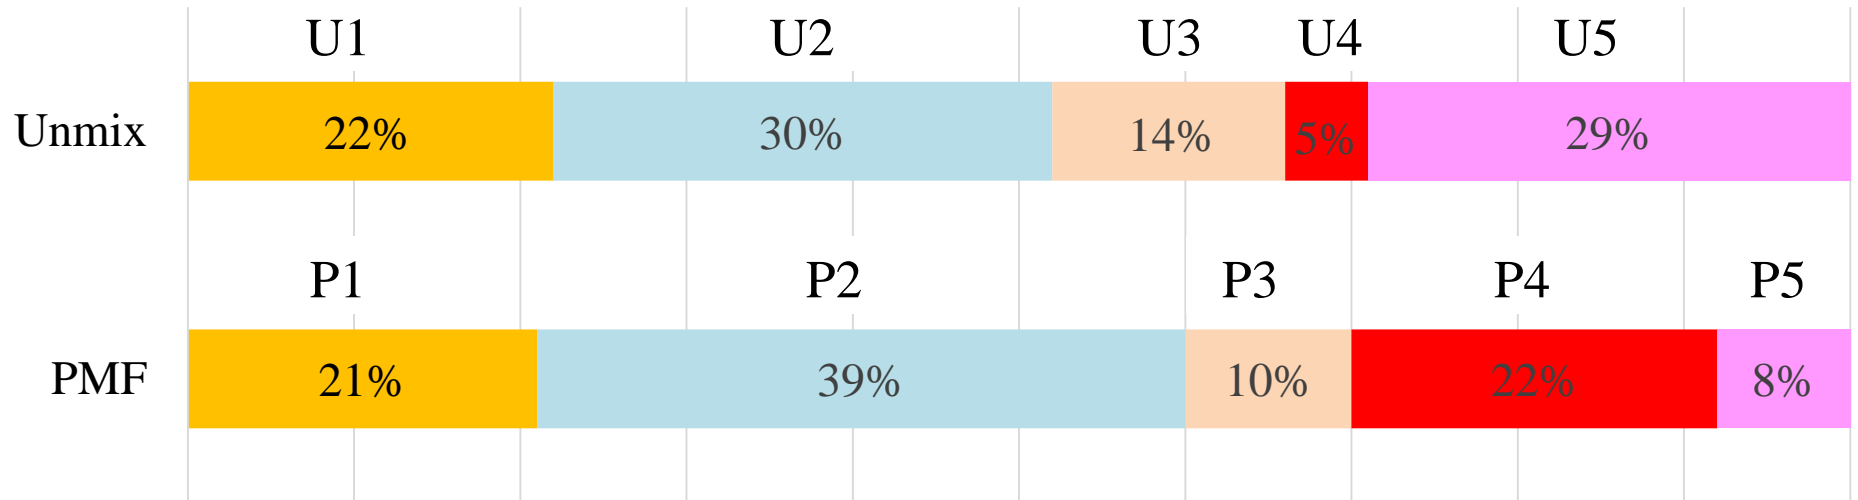 U1 U2 U3 U4 U5
Unmix 22% 30% 14% 5% 29%
P1 P2 P3 P4 P5
PMF 21% 39% 10% 22% 8%